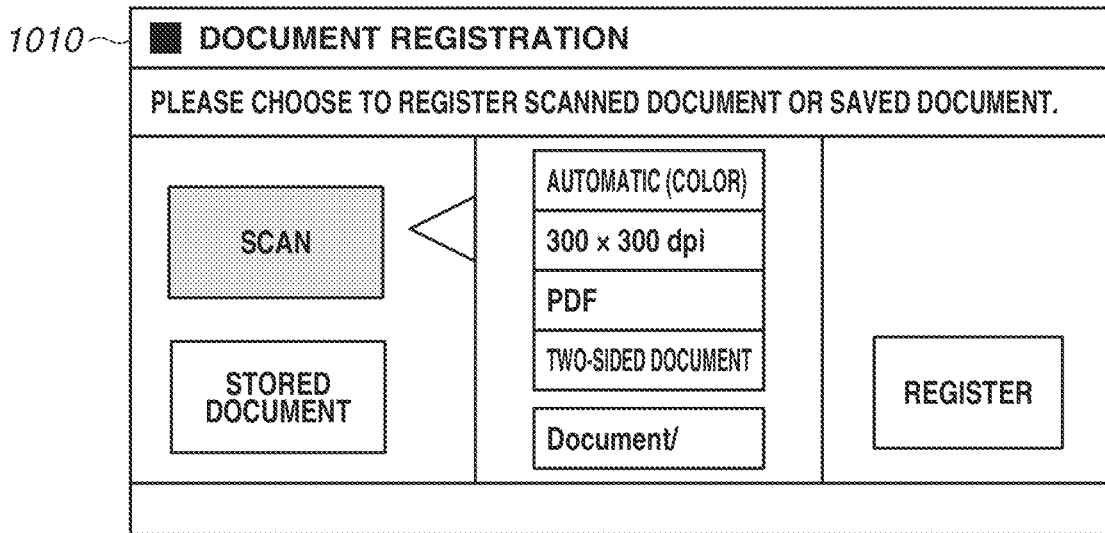 1010
DOCUMENT REGISTRATION
PLEASE CHOOSE TO REGISTER SCANNED DOCUMENT OR SAVED DOCUMENT.
SCAN
STORED
DOCUMENT
AUTOMATIC (COLOR)
300 × 300 dpi
PDF
TWO-SIDED DOCUMENT
Document/
REGISTER